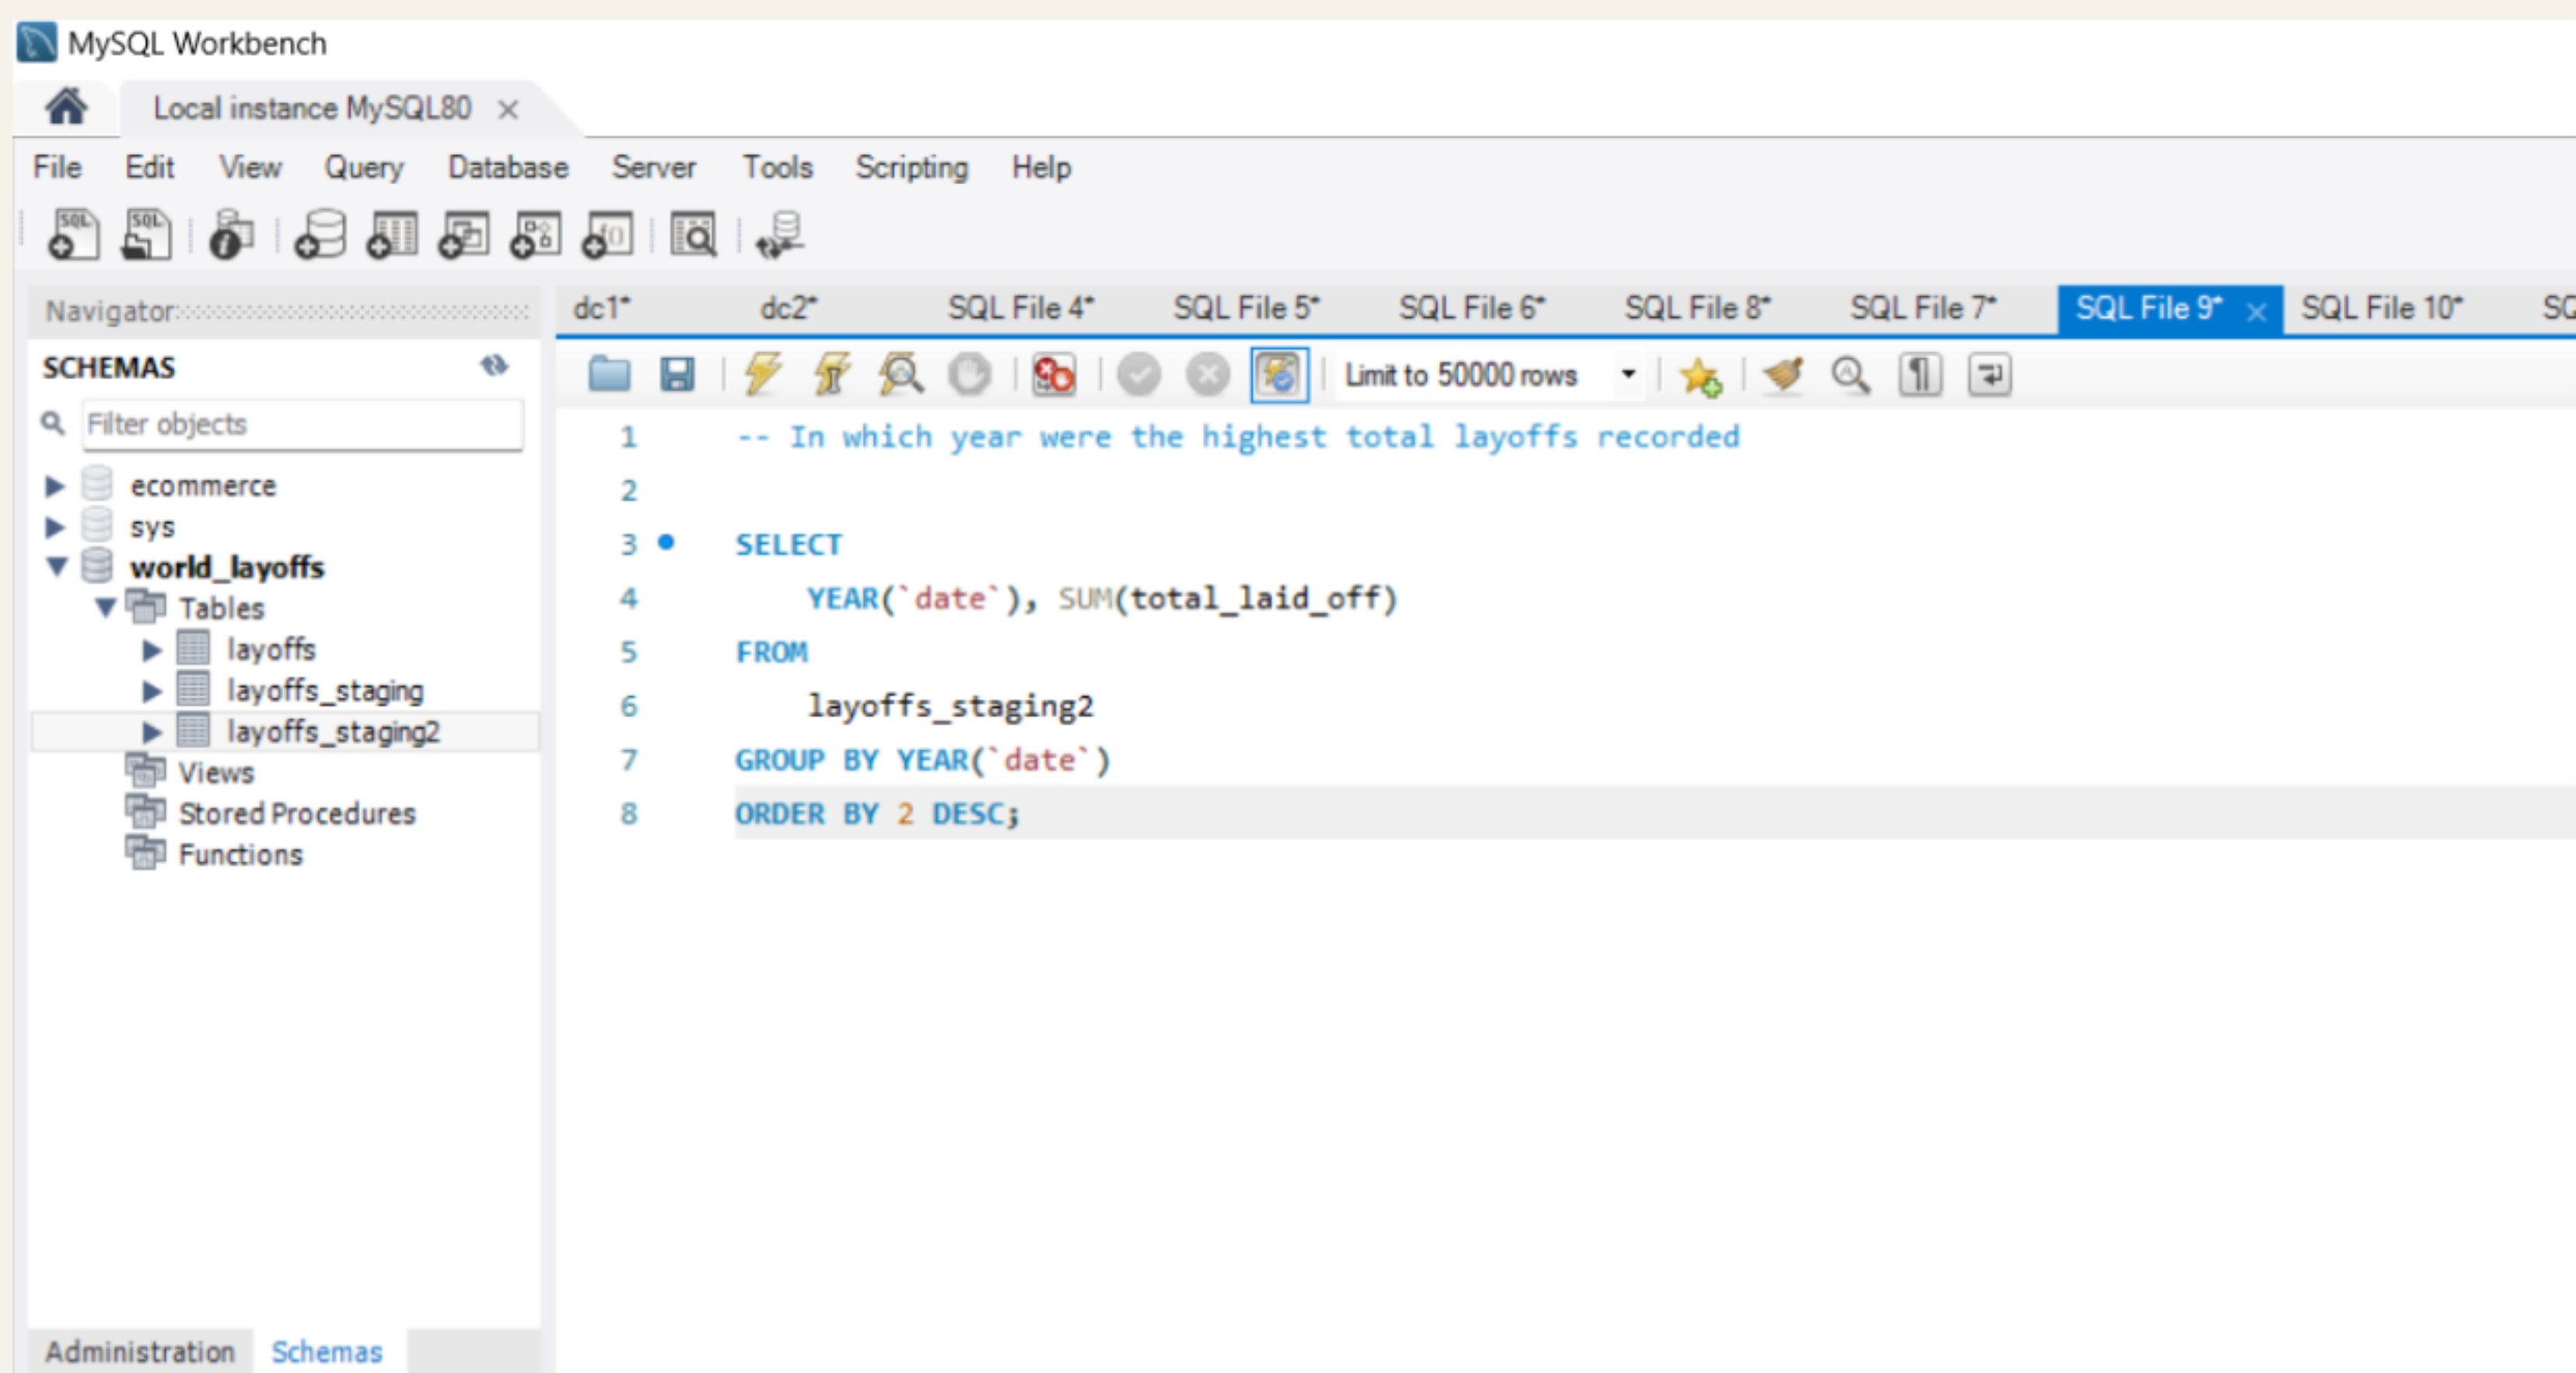 MySQL Workbench
Local instance MySQL80
File Edit View Query Database Server Tools Scripting Help
Navigator
SCHEMAS
Filter objects
ecommerce
sys
world_layoffs
Tables
layoffs
layoffs_staging
layoffs_staging2
Views
Stored Procedures
Functions
Administration Schemas
dc1* dc2* SQL File 4* SQL File 5* SQL File 6* SQL File 8* SQL File 7* SQL File 9* SQL File 10* SQ
Limit to 50000 rows
1 -- In which year were the highest total layoffs recorded
2
3 SELECT
4 YEAR(`date`), SUM(total_laid_off)
5 FROM
6 layoffs_staging2
7 GROUP BY YEAR(`date`)
8 ORDER BY 2 DESC;